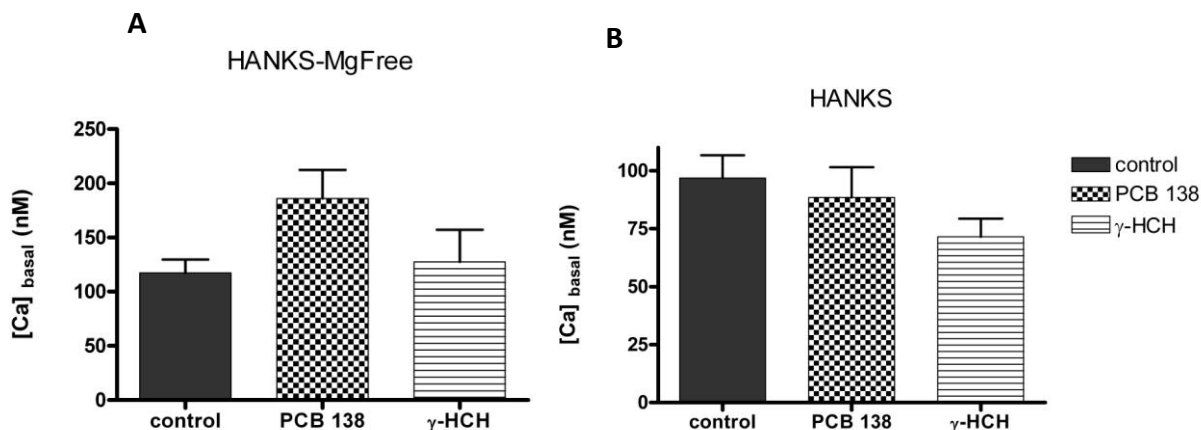 A
HANKS-MgFree
[Ca] basal (nM)
250
200
150
100
50
0
control PCB 138 γ-HCH
B
HANKS
[Ca] basal (nM)
100
75
50
25
0
control PCB 138 γ-HCH
control
PCB 138
γ-HCH